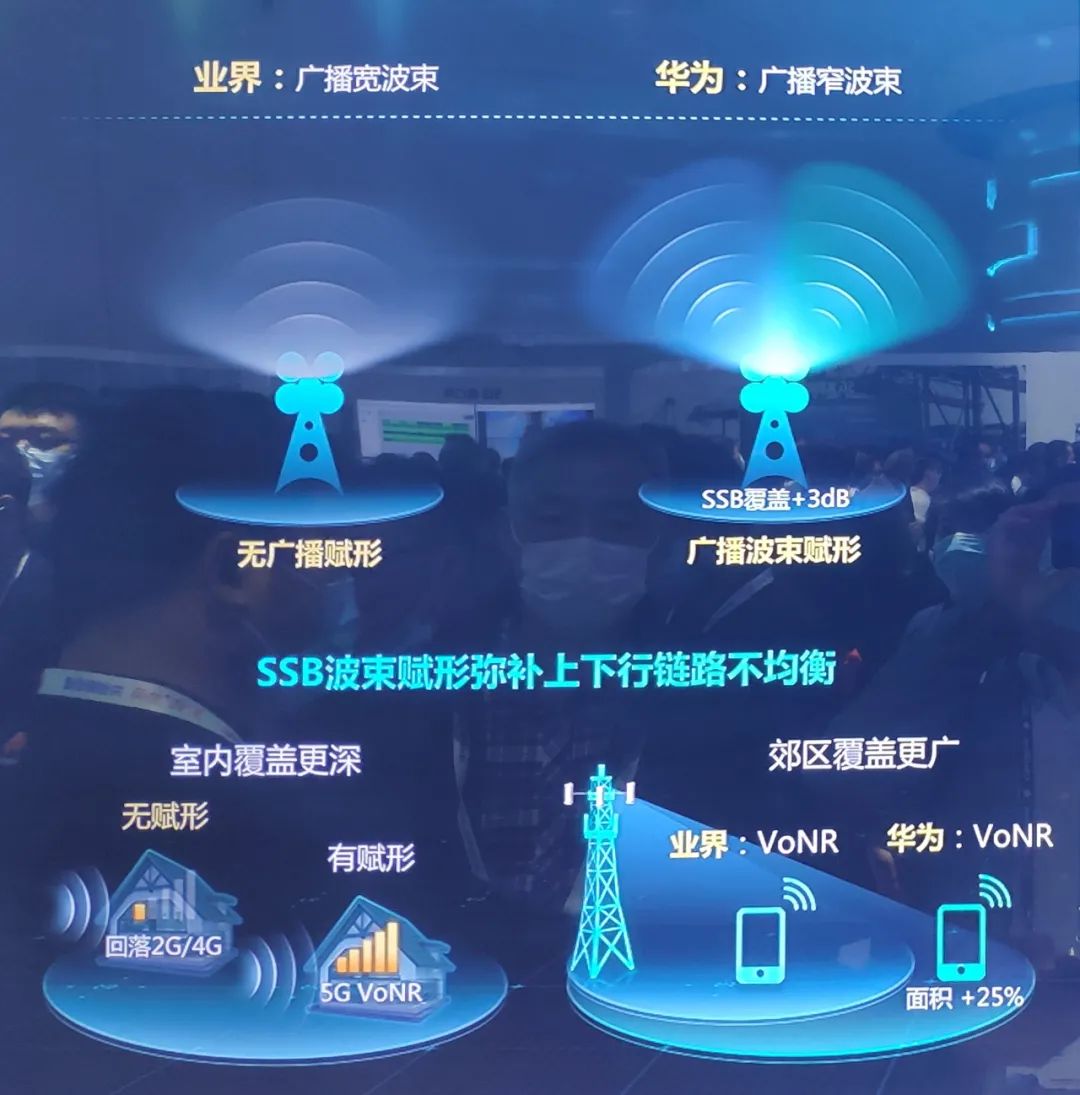 业界：广播宽波束
华为：广播窄波束
SSB覆盖+3dB
无广播赋形
广播波束赋形
SSB波束赋形弥补上下行链路不均衡
室内覆盖更深
郊区覆盖更广
无赋形
有赋形
业界：VoNR
华为：VoNR
回落2G/4G
5G VoNR
面积 +25%